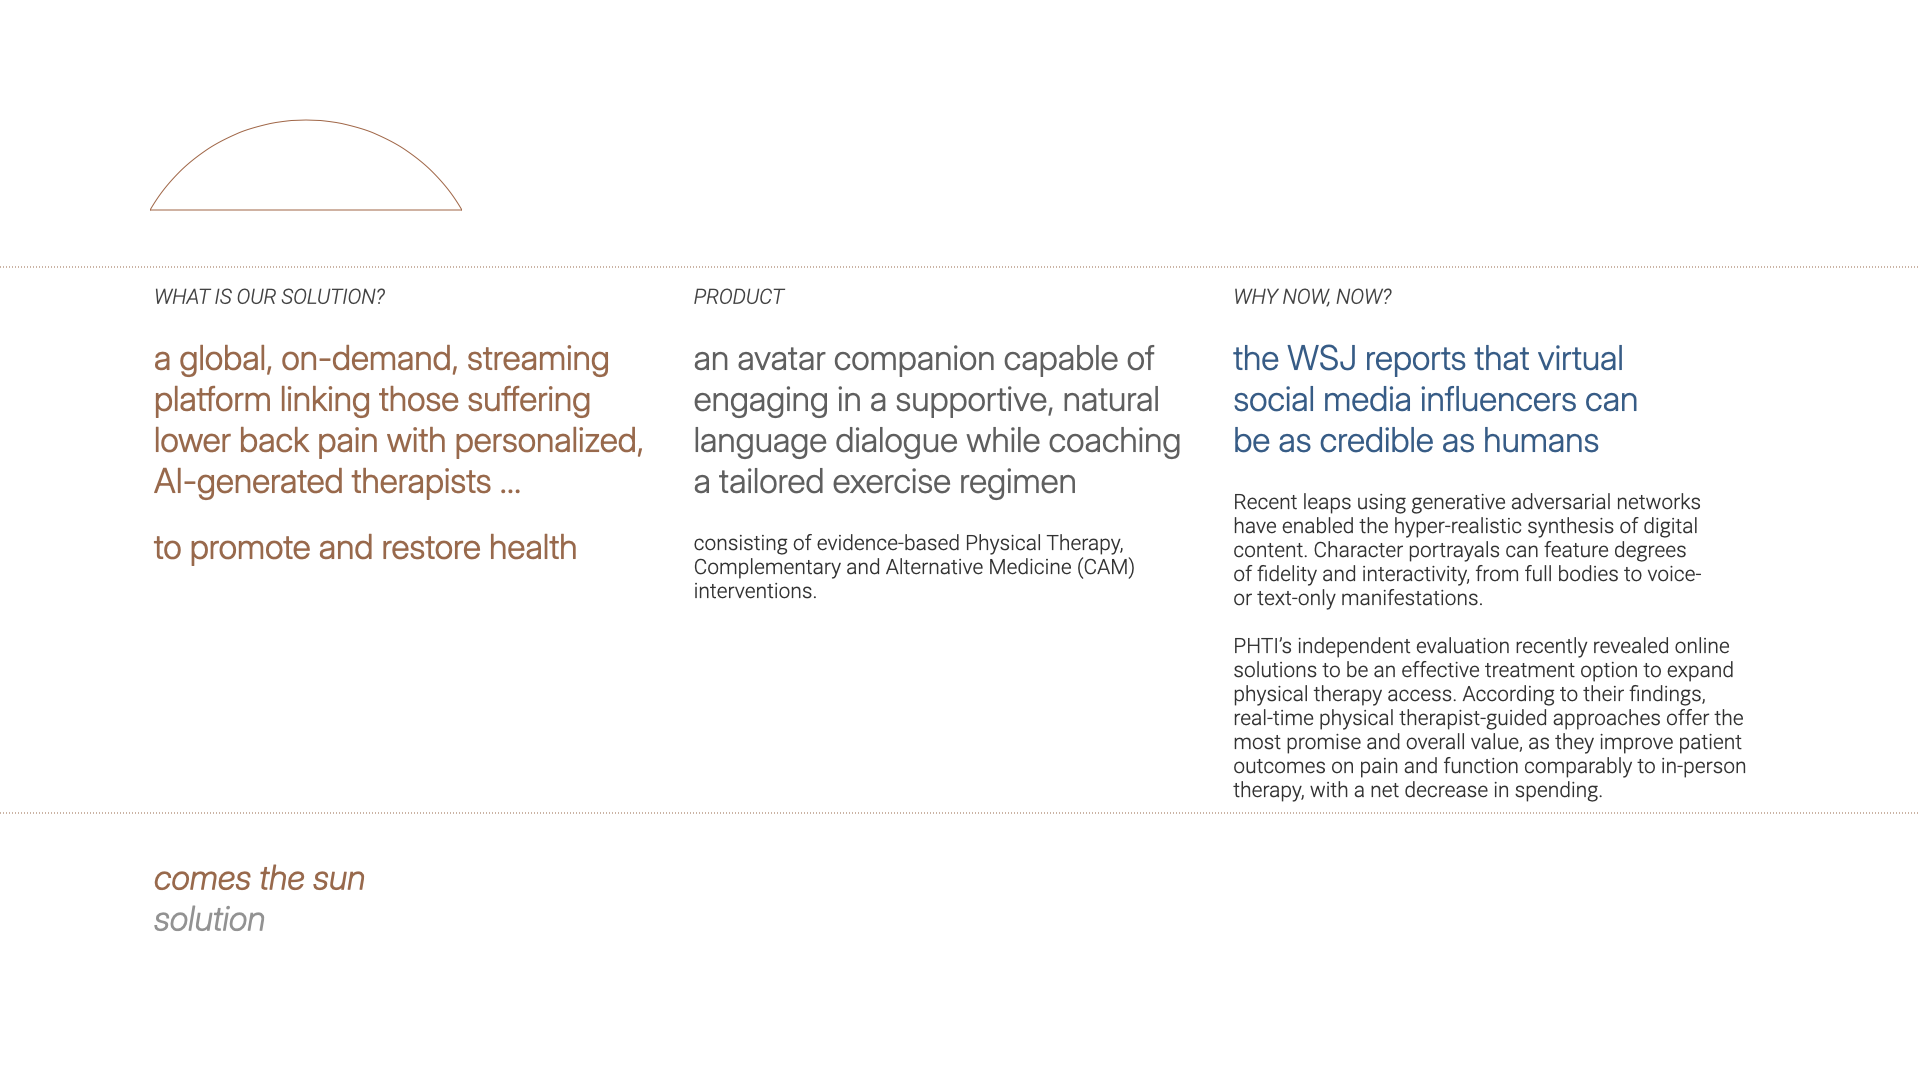 WHAT IS OUR SOLUTION?
a global, on-demand, streaming
platform linking those suffering
lower back pain with personalized,
AI-generated therapists ...
to promote and restore health
PRODUCT
an avatar companion capable of
engaging in a supportive, natural
language dialogue while coaching
a tailored exercise regimen
consisting of evidence-based Physical Therapy,
Complementary and Alternative Medicine (CAM)
interventions.
WHY NOW, NOW?
the WSJ reports that virtual
social media influencers can
be as credible as humans
Recent leaps using generative adversarial networks
have enabled the hyper-realistic synthesis of digital
content. Character portrayals can feature degrees
of fidelity and interactivity, from full bodies to voice-
or text-only manifestations.
PHTI’s independent evaluation recently revealed online
solutions to be an effective treatment option to expand
physical therapy access. According to their findings,
real-time physical therapist-guided approaches offer the
most promise and overall value, as they improve patient
outcomes on pain and function comparably to in-person
therapy, with a net decrease in spending.
comes the sun
solution